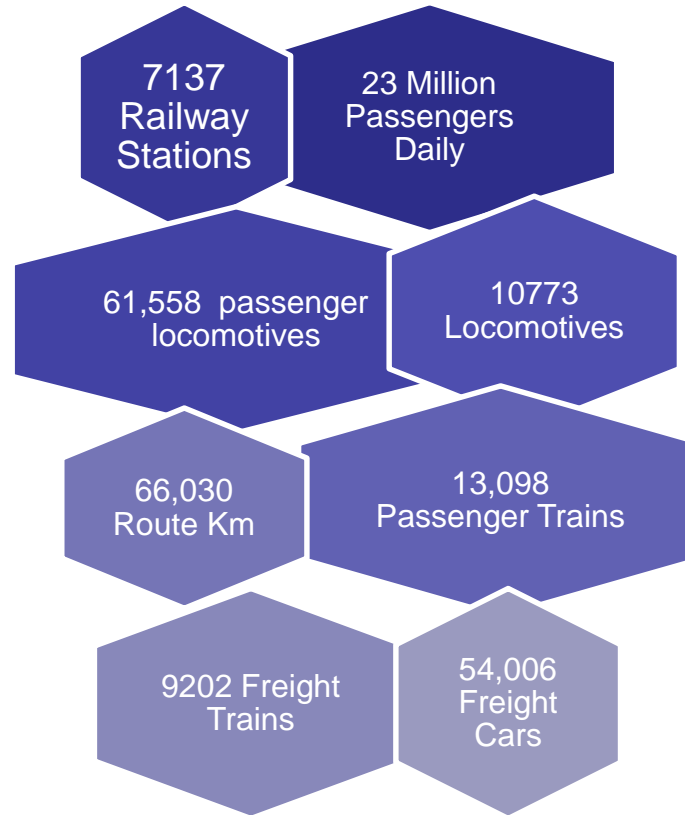 7137
Railway
Stations
23 Million
Passengers
Daily
61,558 passenger
locomotives
10773
Locomotives
66,030
Route Km
13,098
Passenger Trains
9202 Freight
Trains
54,006
Freight
Cars